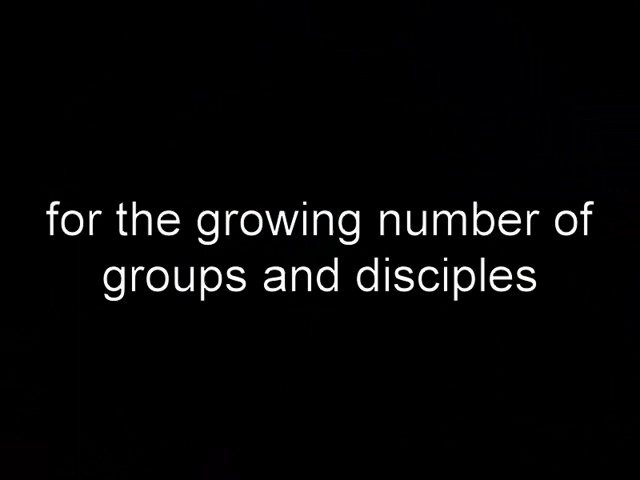 for the growing number of
groups and disciples